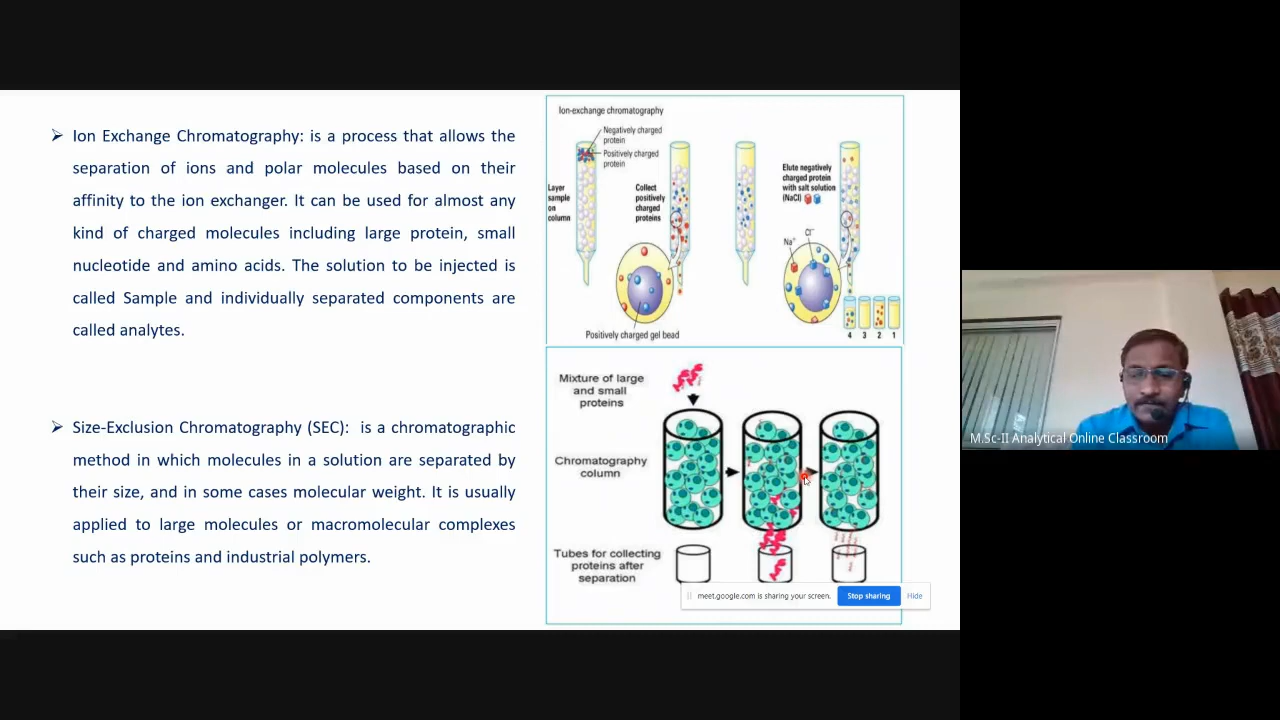 ➢ Ion Exchange Chromatography: is a process that allows the
separation of ions and polar molecules based on their
affinity to the ion exchanger. It can be used for almost any
kind of charged molecules including large protein, small
nucleotide and amino acids. The solution to be injected is
called Sample and individually separated components are
called analytes.
➢ Size-Exclusion Chromatography (SEC): is a chromatographic
method in which molecules in a solution are separated by
their size, and in some cases molecular weight. It is usually
applied to large molecules or macromolecular complexes
such as proteins and industrial polymers.
Ion-exchange chromatography
Negatively charged
protein
Positively charged
protein
Layer
sample
on
column
Collect
positively
charged
proteins
Elute negatively
charged protein
with salt solution
(NaCl)
Na⁺
Cl⁻
Positively charged gel bead
4 3 2 1
Mixture of large
and small
proteins
Chromatography
column
Tubes for collecting
proteins after
separation
meet.google.com is sharing your screen.
Stop sharing
Hide
M.Sc-II Analytical Online Classroom